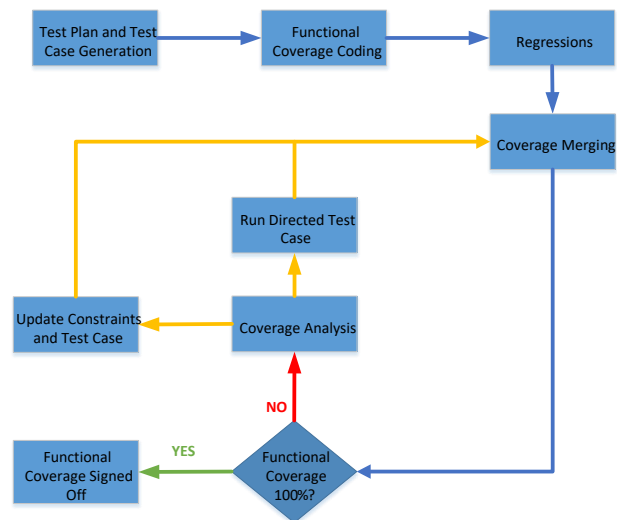 Test Plan and Test
Case Generation
Functional
Coverage Coding
Regressions
Coverage Merging
Run Directed Test
Case
Update Constraints
and Test Case
Coverage Analysis
NO
YES
Functional
Coverage Signed
Off
Functional
Coverage
100%?